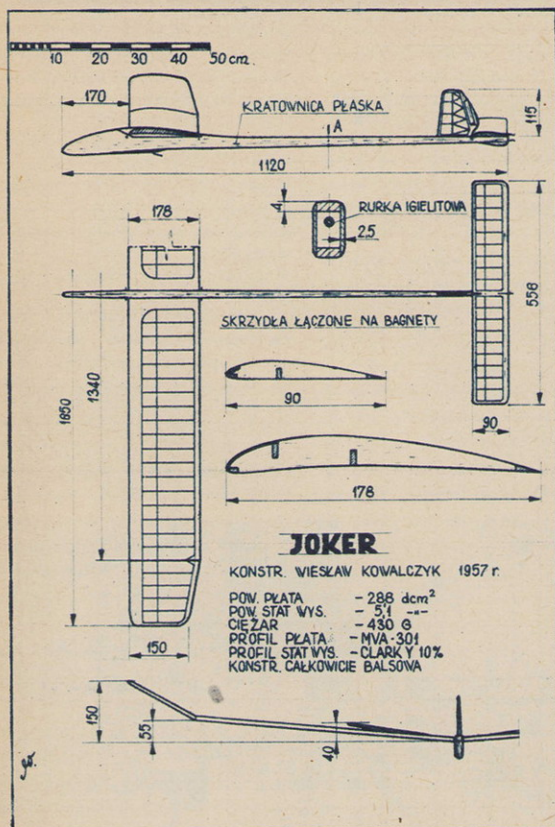 10 20 30 40 50 cm.
170
KRATOWNICA PŁASKA
A
115
1120
178
4
RURKA IGIELITOWA
2,5
558
SKRZYDŁA ŁĄCZONE NA BAGNETY
1850
1340
90
90
178
JOKER
KONSTR. WIESŁAW KOWALCZYK 1957 r.
POW. PŁATA - 28,8 dcm²
POW. STAT WYS. - 5,1 -"-
CIĘŻAR - 430 G
PROFIL PŁATA - MVA-301
PROFIL STAT WYS. - CLARK Y 10%
KONSTR. CAŁKOWICIE BALSOWA
150
150
55
40